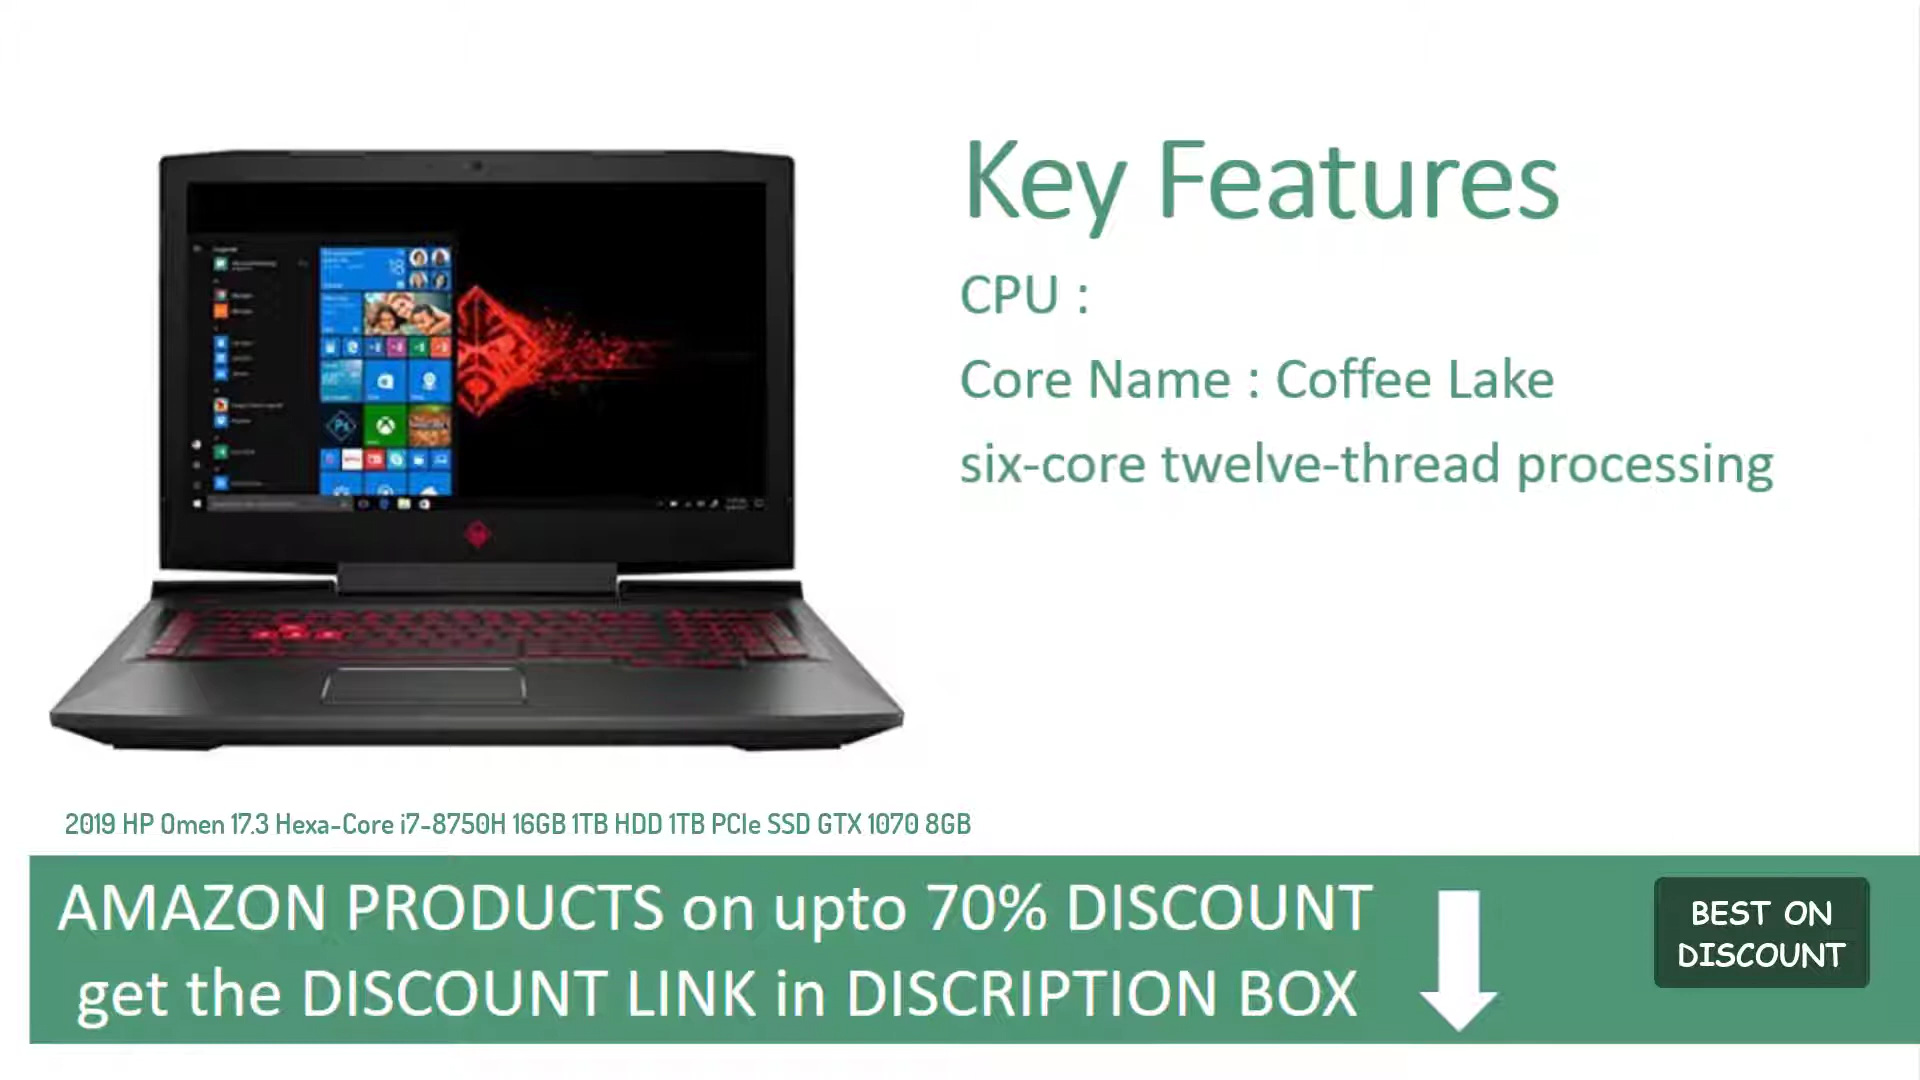 Key Features
CPU :
Core Name : Coffee Lake
six-core twelve-thread processing
18
Ps
2019 HP Omen 17.3 Hexa-Core i7-8750H 16GB 1TB HDD 1TB PCIe SSD GTX 1070 8GB
AMAZON PRODUCTS on upto 70% DISCOUNT
get the DISCOUNT LINK in DISCRIPTION BOX
BEST ON
DISCOUNT